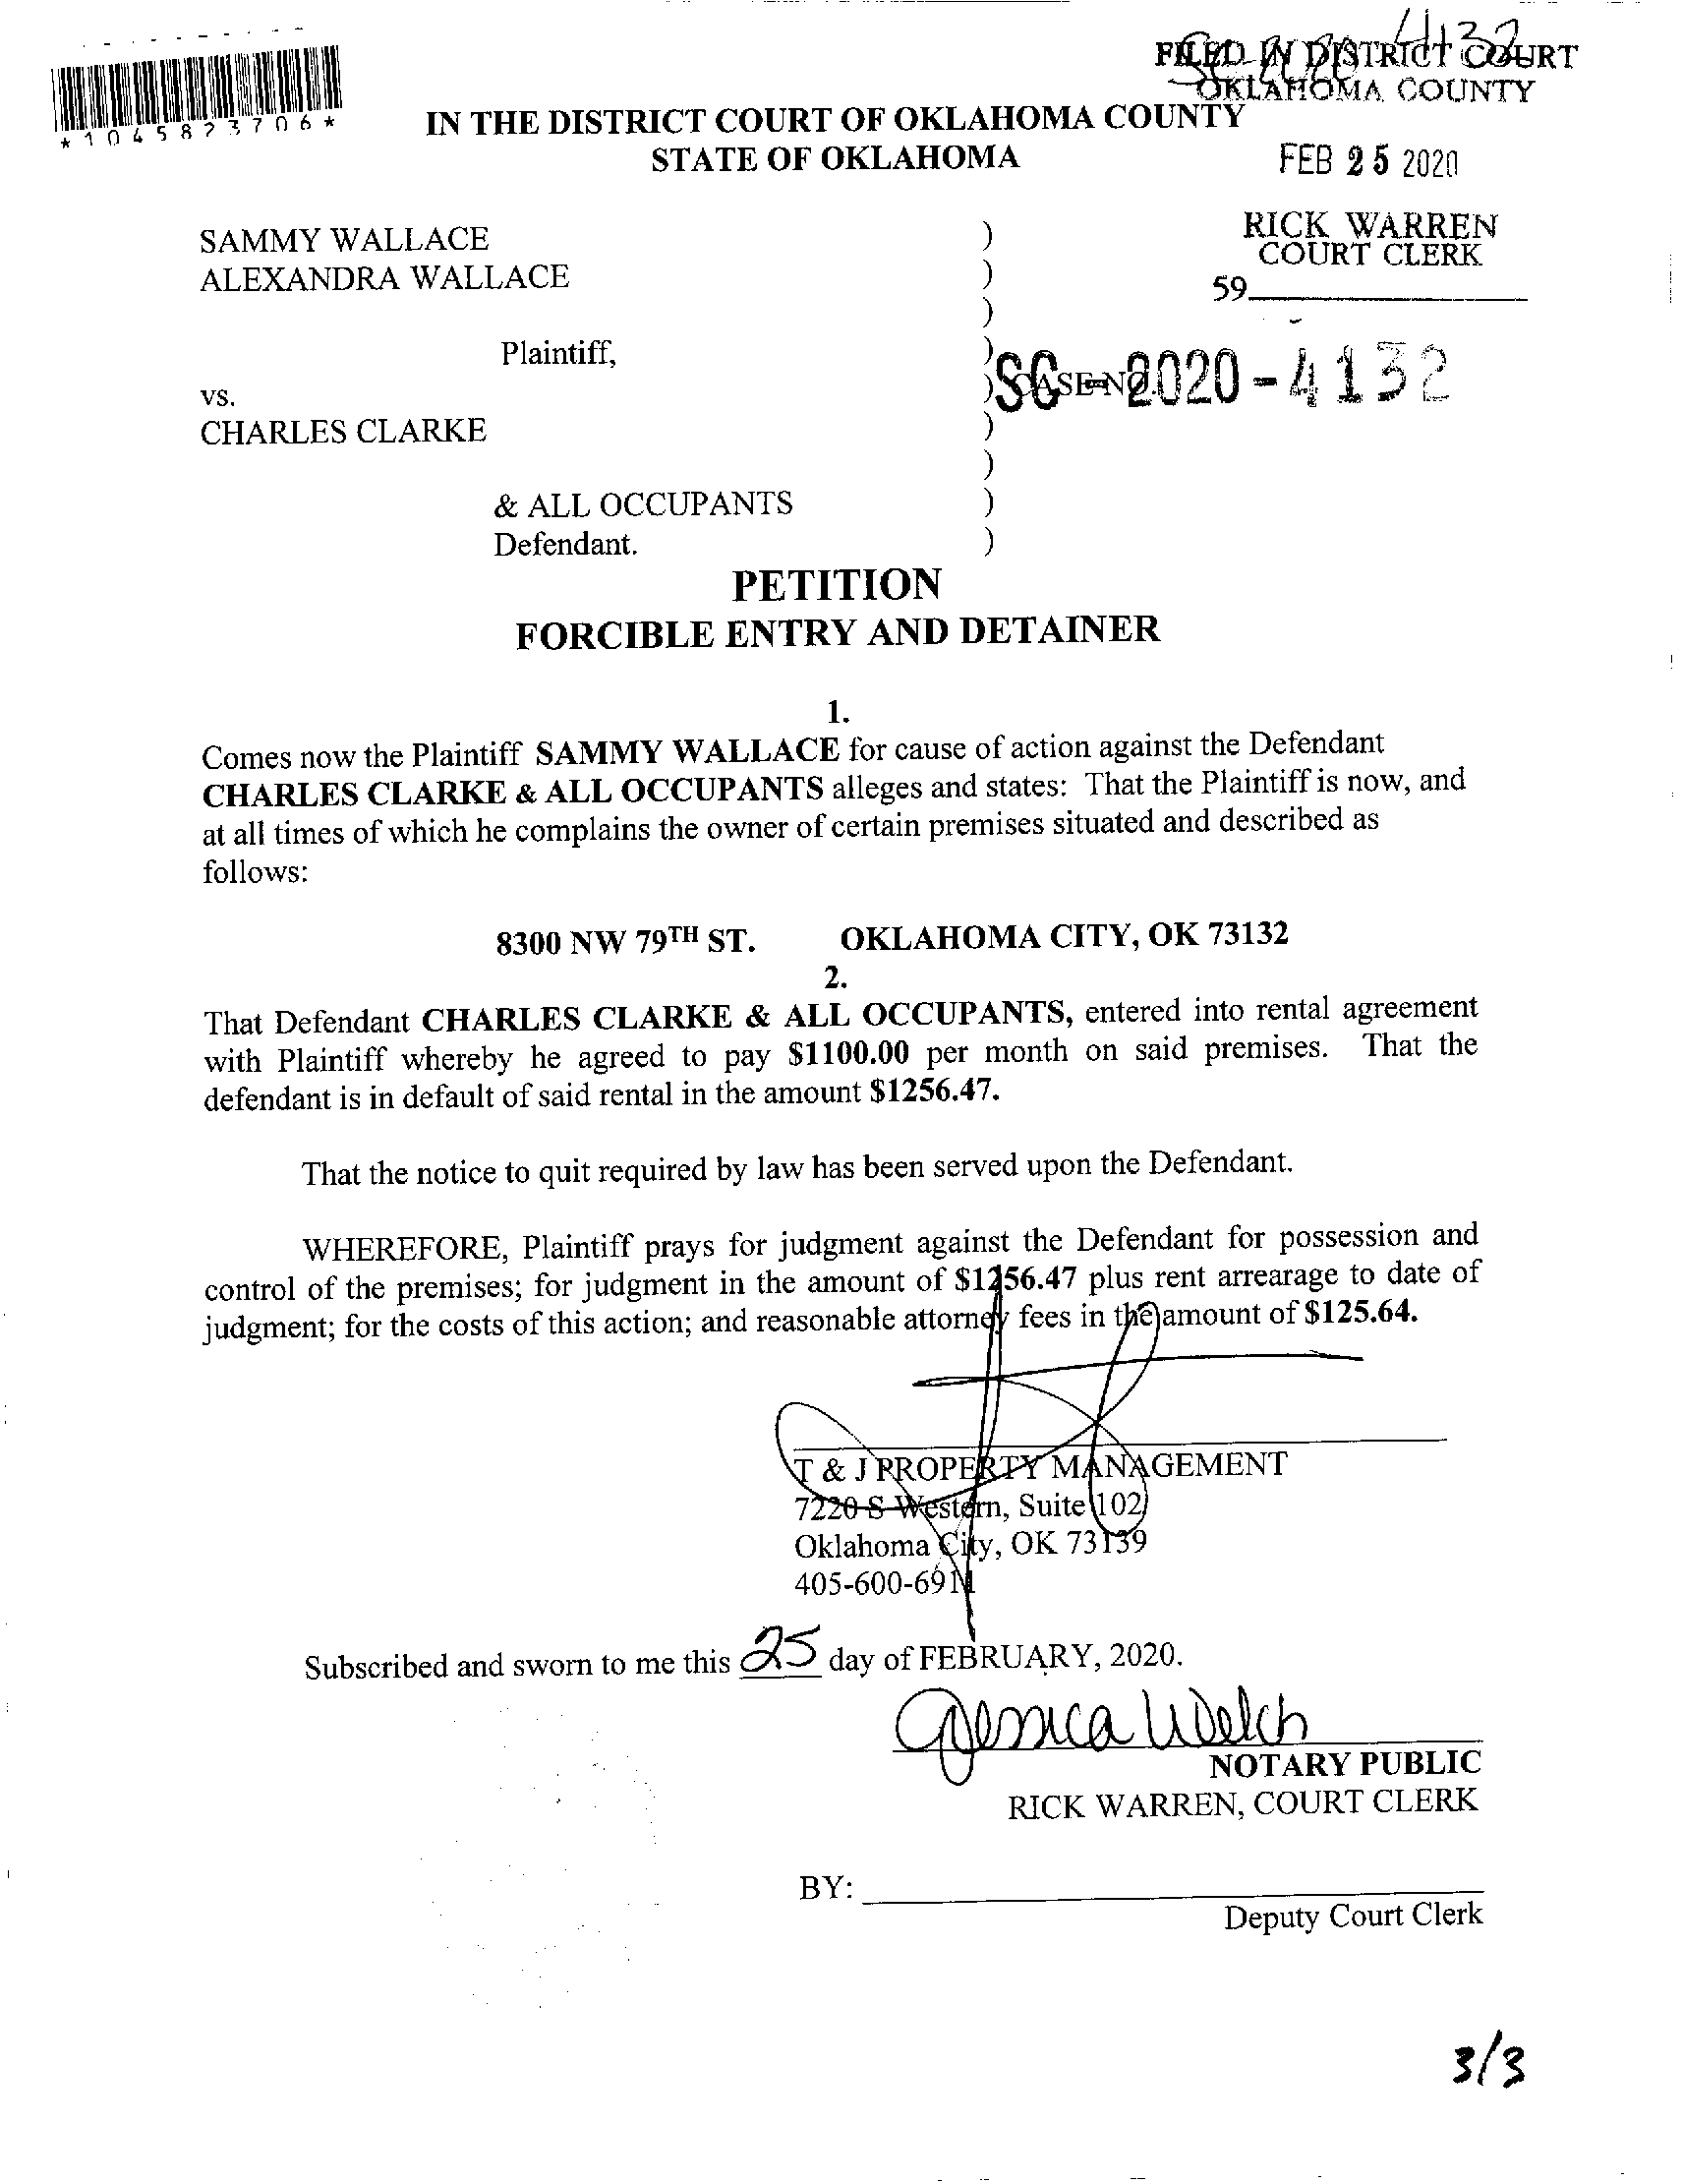 SC 2020 4132
FILED IN DISTRICT COURT
OKLAHOMA COUNTY
*1045823706*
IN THE DISTRICT COURT OF OKLAHOMA COUNTY
STATE OF OKLAHOMA
FEB 25 2020
RICK WARREN
COURT CLERK
59
SAMMY WALLACE )
ALEXANDRA WALLACE )
)
Plaintiff, )
vs. ) CASE NO. SC - 2020 - 4132
CHARLES CLARKE )
)
& ALL OCCUPANTS )
Defendant. )
PETITION
FORCIBLE ENTRY AND DETAINER
1.
Comes now the Plaintiff SAMMY WALLACE for cause of action against the Defendant
CHARLES CLARKE & ALL OCCUPANTS alleges and states: That the Plaintiff is now, and
at all times of which he complains the owner of certain premises situated and described as
follows:
8300 NW 79TH ST. OKLAHOMA CITY, OK 73132
2.
That Defendant CHARLES CLARKE & ALL OCCUPANTS, entered into rental agreement
with Plaintiff whereby he agreed to pay $1100.00 per month on said premises. That the
defendant is in default of said rental in the amount $1256.47.
That the notice to quit required by law has been served upon the Defendant.
WHEREFORE, Plaintiff prays for judgment against the Defendant for possession and
control of the premises; for judgment in the amount of $1256.47 plus rent arrearage to date of
judgment; for the costs of this action; and reasonable attorney fees in the amount of $125.64.
T & J PROPERTY MANAGEMENT
7220 S Western, Suite 102
Oklahoma City, OK 73139
405-600-6911
Subscribed and sworn to me this 25 day of FEBRUARY, 2020.
Jessica Welch
NOTARY PUBLIC
RICK WARREN, COURT CLERK
BY:
Deputy Court Clerk
3/3